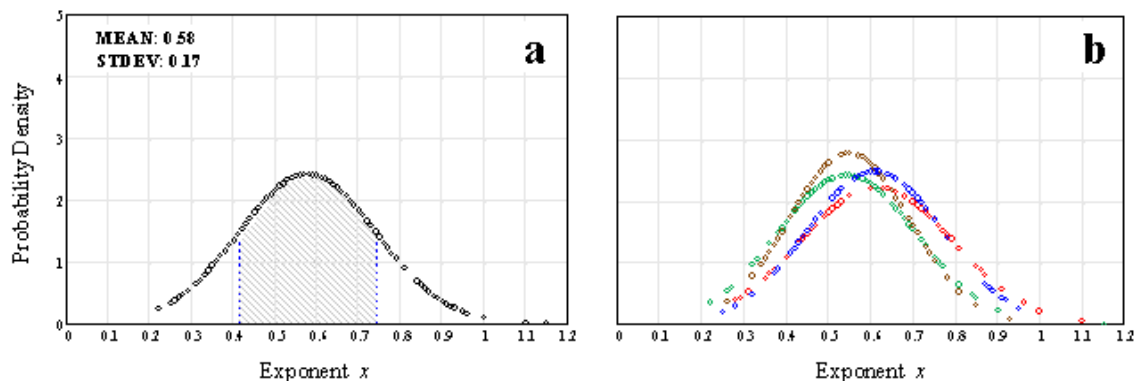 MEAN: 0.58
STDEV: 0.17
a
b
Probability Density
5
4
3
2
1
0
0 0.1 0.2 0.3 0.4 0.5 0.6 0.7 0.8 0.9 1 1.1 1.2
0 0.1 0.2 0.3 0.4 0.5 0.6 0.7 0.8 0.9 1 1.1 1.2
Exponent x
Exponent x